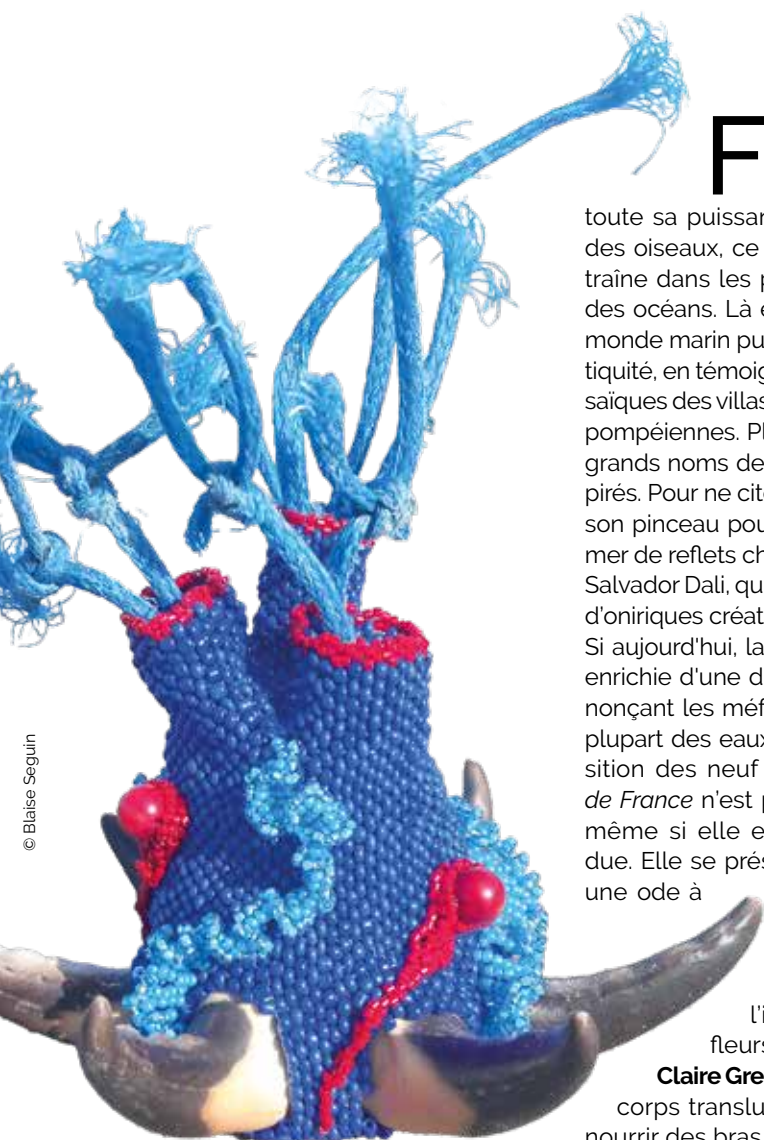 F
toute sa puissan
des oiseaux, ce
traîne dans les p
des océans. Là e
monde marin pu
tiquité, en témoig
saïques des villas
pompéiennes. Pl
grands noms de
pirés. Pour ne cite
son pinceau pou
mer de reflets ch
Salvador Dali, qu
d'oniriques créat
Si aujourd'hui, la
enrichie d'une d
nonçant les méf
plupart des eaux
sition des neuf
de France n'est p
même si elle e
due. Elle se prés
une ode à
l'i
fleurs
Claire Gre
corps translu
nourrir des bras
© Blaise Seguin